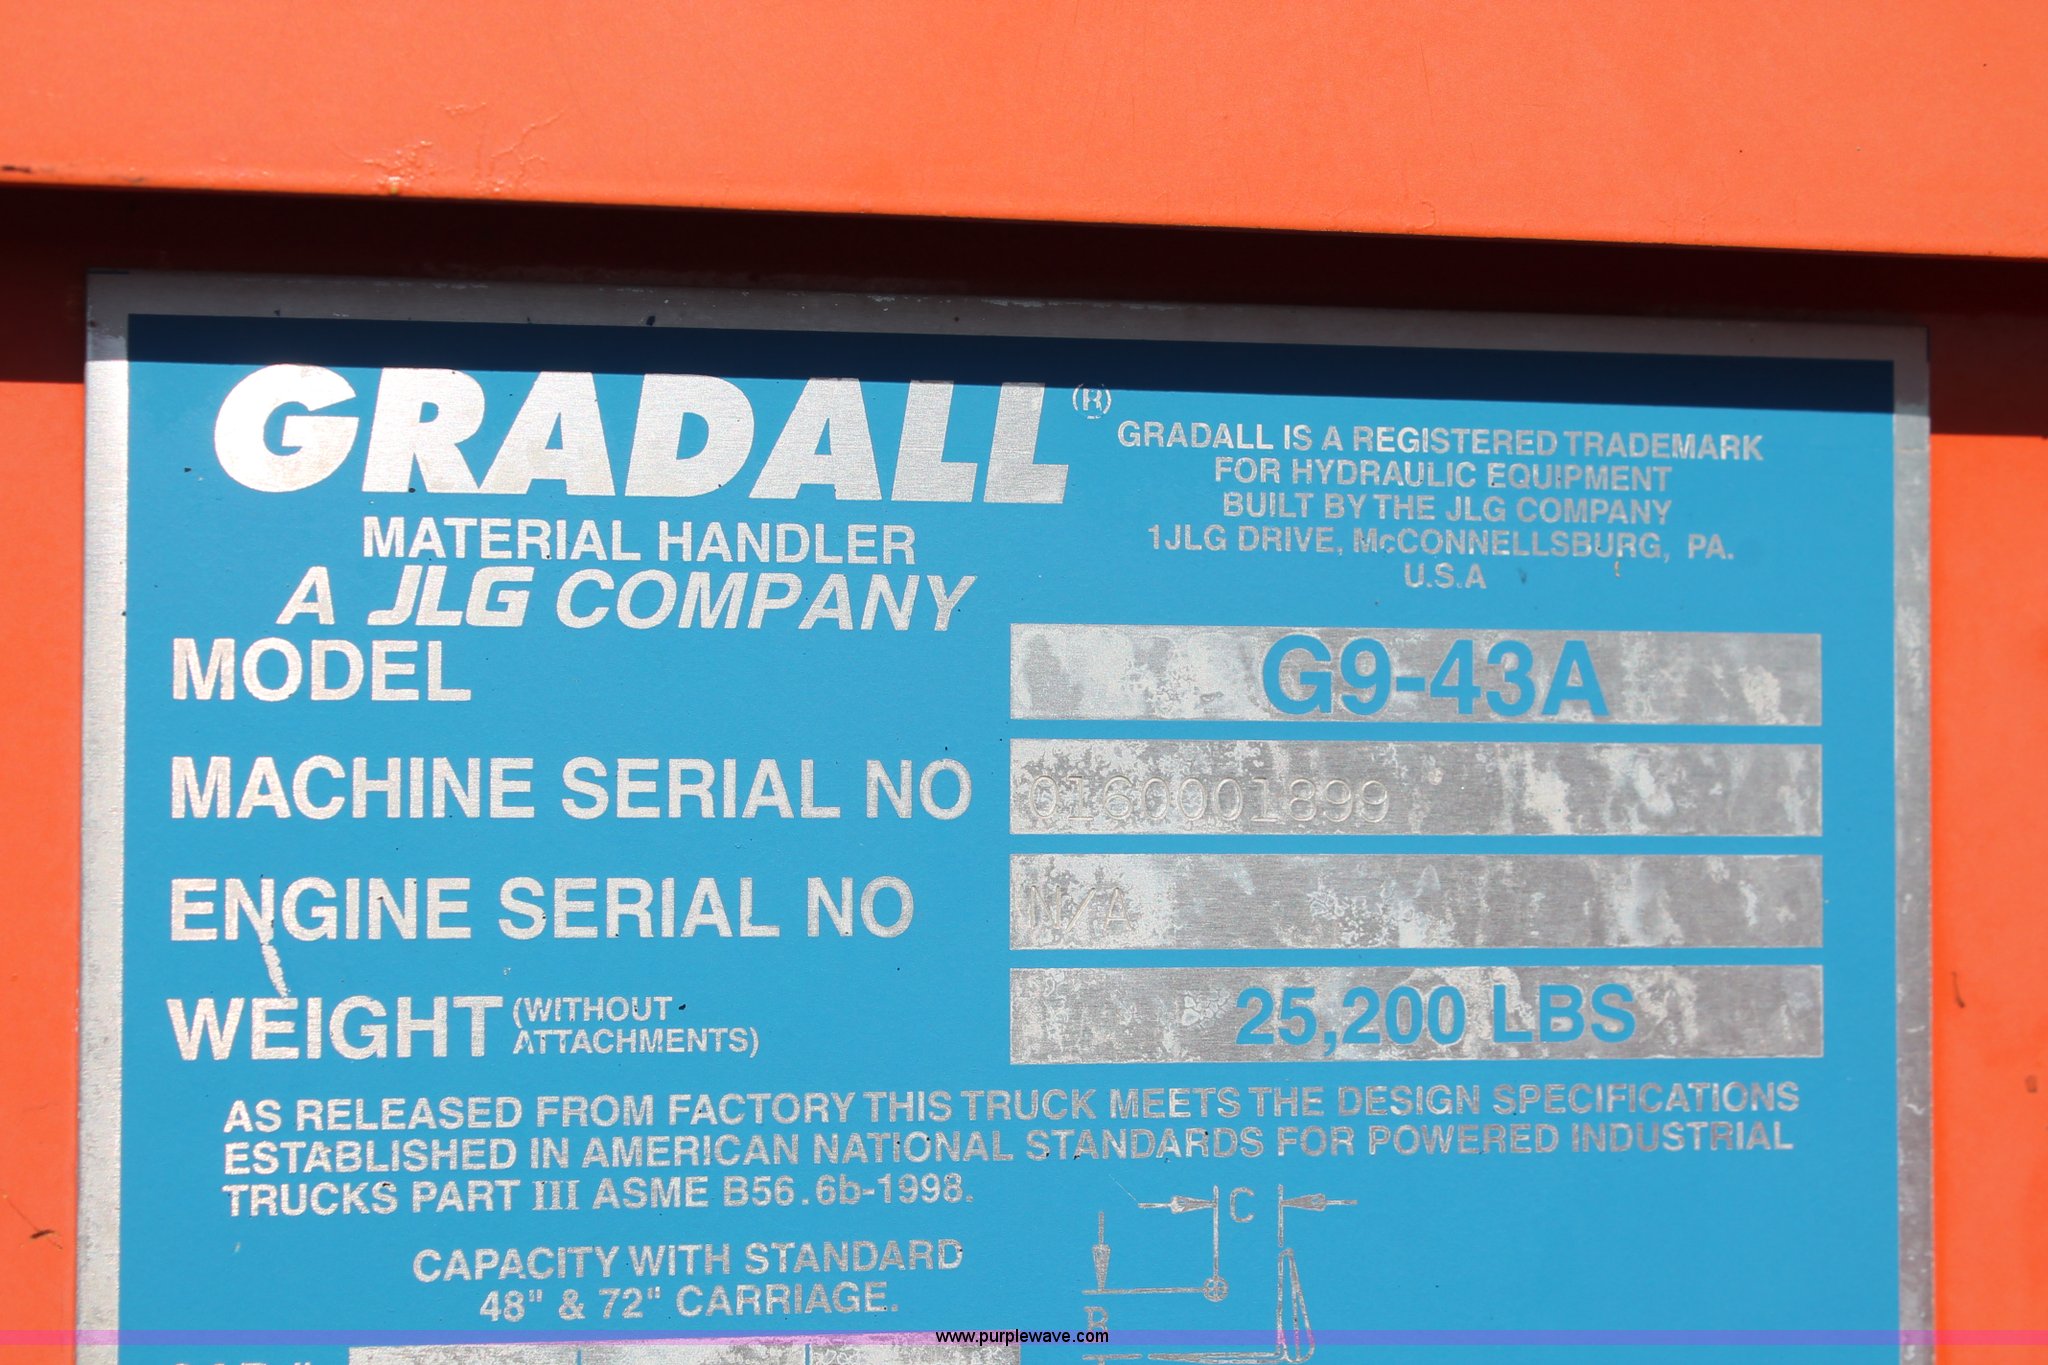 GRADALL®
MATERIAL HANDLER
A JLG COMPANY
GRADALL IS A REGISTERED TRADEMARK
FOR HYDRAULIC EQUIPMENT
BUILT BY THE JLG COMPANY
1JLG DRIVE, McCONNELLSBURG, PA.
U.S.A
MODEL G9-43A
MACHINE SERIAL NO 0160001899
ENGINE SERIAL NO N/A
WEIGHT (WITHOUT ATTACHMENTS) 25,200 LBS
AS RELEASED FROM FACTORY THIS TRUCK MEETS THE DESIGN SPECIFICATIONS
ESTABLISHED IN AMERICAN NATIONAL STANDARDS FOR POWERED INDUSTRIAL
TRUCKS PART III ASME B56.6b-1998.
CAPACITY WITH STANDARD
48" & 72" CARRIAGE.
C
B
www.purplewave.com